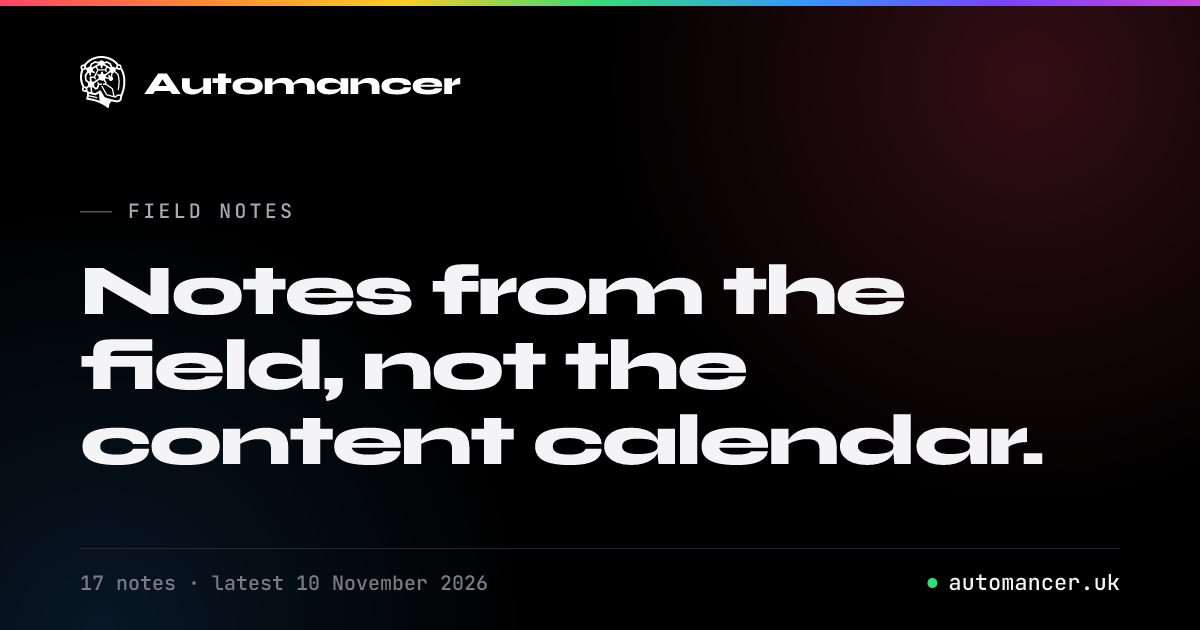 Automancer
FIELD NOTES
Notes from the
field, not the
content calendar.
17 notes · latest 10 November 2026
automancer.uk